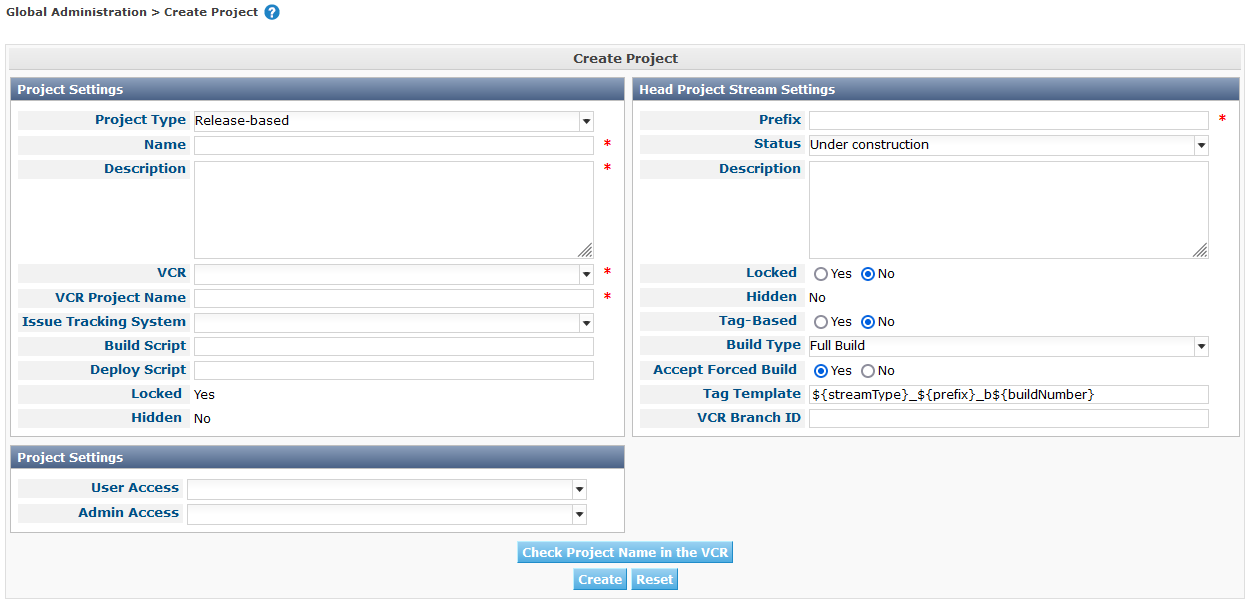 Global Administration > Create Project ?
Create Project
Project Settings
Project Type Release-based
Name *
Description *
VCR *
VCR Project Name *
Issue Tracking System
Build Script
Deploy Script
Locked Yes
Hidden No
Head Project Stream Settings
Prefix *
Status Under construction
Description
Locked Yes No
Hidden No
Tag-Based Yes No
Build Type Full Build
Accept Forced Build Yes No
Tag Template ${streamType}_${prefix}_b${buildNumber}
VCR Branch ID
Project Settings
User Access
Admin Access
Check Project Name in the VCR
Create Reset